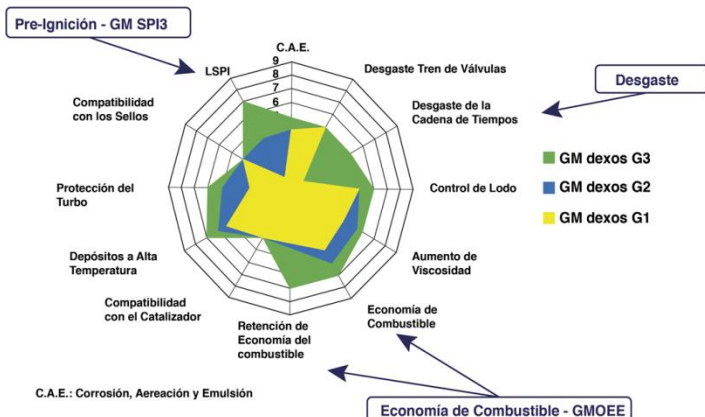 Pre-Ignición - GM SPI3
C.A.E.
9
8
7
6
LSPI
Desgaste Tren de Válvulas
Desgaste
Compatibilidad
con los Sellos
Desgaste de la
Cadena de Tiempos
GM dexos G3
GM dexos G2
GM dexos G1
Protección del
Turbo
Control de Lodo
Depósitos a Alta
Temperatura
Aumento de
Viscosidad
Compatibilidad
con el Catalizador
Retención de
Economía del
combustible
Economía de
Combustible
C.A.E.: Corrosión, Aereación y Emulsión
Economía de Combustible - GMOEE